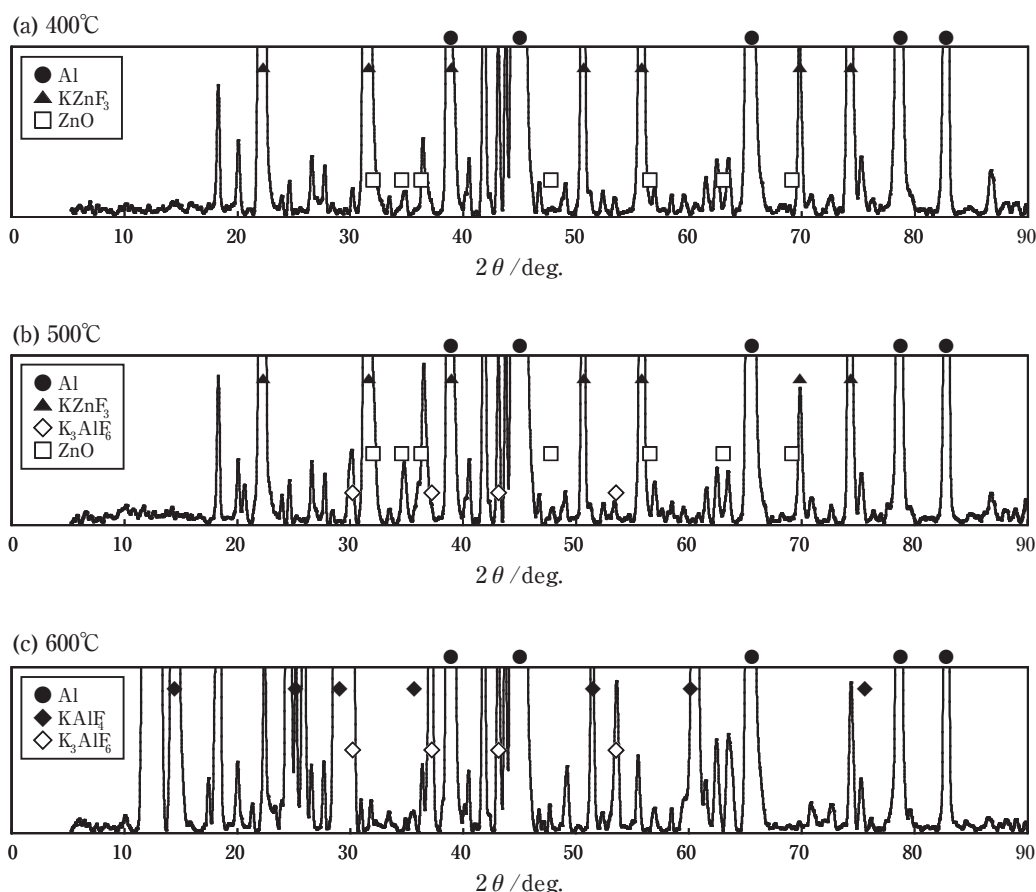 (a) 400℃
● Al
▲ KZnF₃
□ ZnO
0 10 20 30 40 50 60 70 80 90
2θ/deg.
(b) 500℃
● Al
▲ KZnF₃
◇ K₃AlF₆
□ ZnO
0 10 20 30 40 50 60 70 80 90
2θ/deg.
(c) 600℃
● Al
◆ KAlF₄
◇ K₃AlF₆
0 10 20 30 40 50 60 70 80 90
2θ/deg.